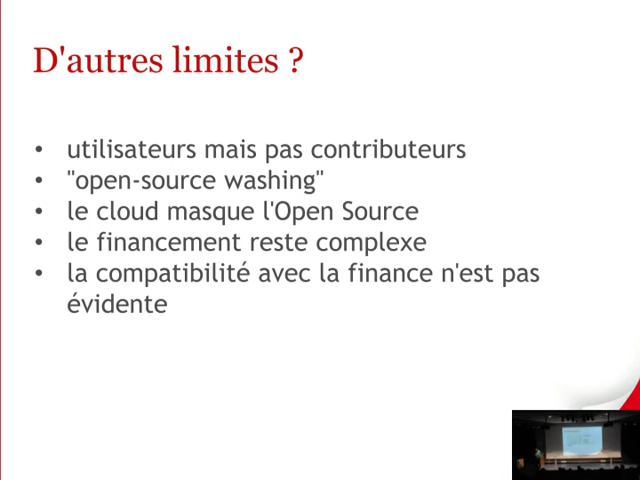 D'autres limites ?
• utilisateurs mais pas contributeurs
• "open-source washing"
• le cloud masque l'Open Source
• le financement reste complexe
• la compatibilité avec la finance n'est pas
évidente